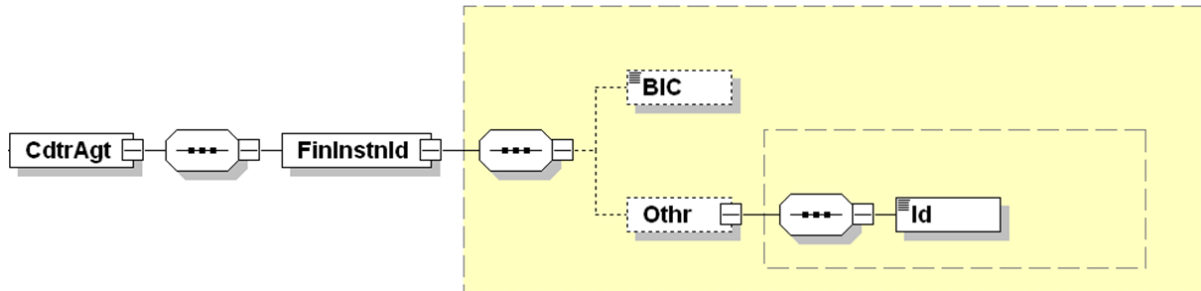 BIC
CdtrAgt
FinInstnId
Othr
Id